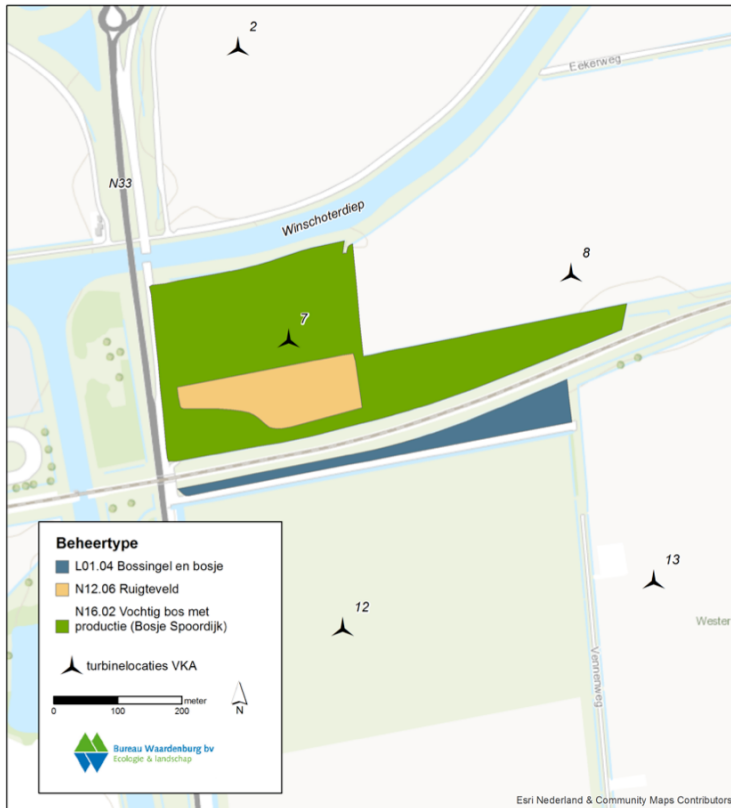 2
Eekerweg
N33
Winschoterdiep
8
7
Beheertype
L01.04 Bossingel en bosje
N12.06 Ruigteveld
N16.02 Vochtig bos met
productie (Bosje Spoordijk)
turbinelocaties VKA
meter
0 100 200
N
Bureau Waardenburg bv
Ecologie & landschap
12
13
Wester
Vennenweg
Esri Nederland & Community Maps Contributors